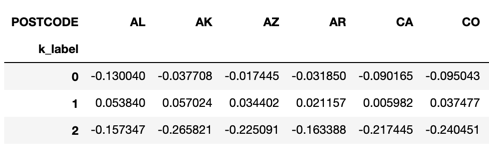 POSTCODE AL AK AZ AR CA CO
k_label
0 -0.130040 -0.037708 -0.017445 -0.031850 -0.090165 -0.095043
1 0.053840 0.057024 0.034402 0.021157 0.005982 0.037477
2 -0.157347 -0.265821 -0.225091 -0.163388 -0.217445 -0.240451